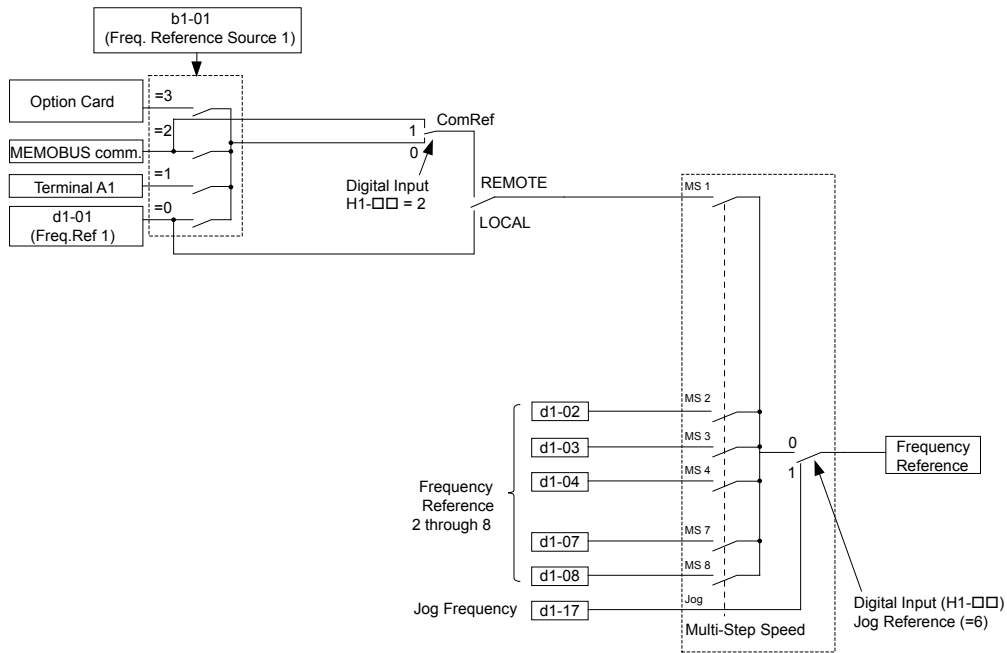 b1-01
(Freq. Reference Source 1)
Option Card
=3
=2
MEMOBUS comm.
=1
Terminal A1
=0
d1-01
(Freq.Ref 1)
ComRef
1
0
Digital Input
H1-□□ = 2
REMOTE
LOCAL
MS 1
MS 2
d1-02
MS 3
d1-03
MS 4
d1-04
Frequency
Reference
2 through 8
MS 7
d1-07
MS 8
d1-08
Jog
Jog Frequency
d1-17
Multi-Step Speed
0
1
Frequency
Reference
Digital Input (H1-□□)
Jog Reference (=6)